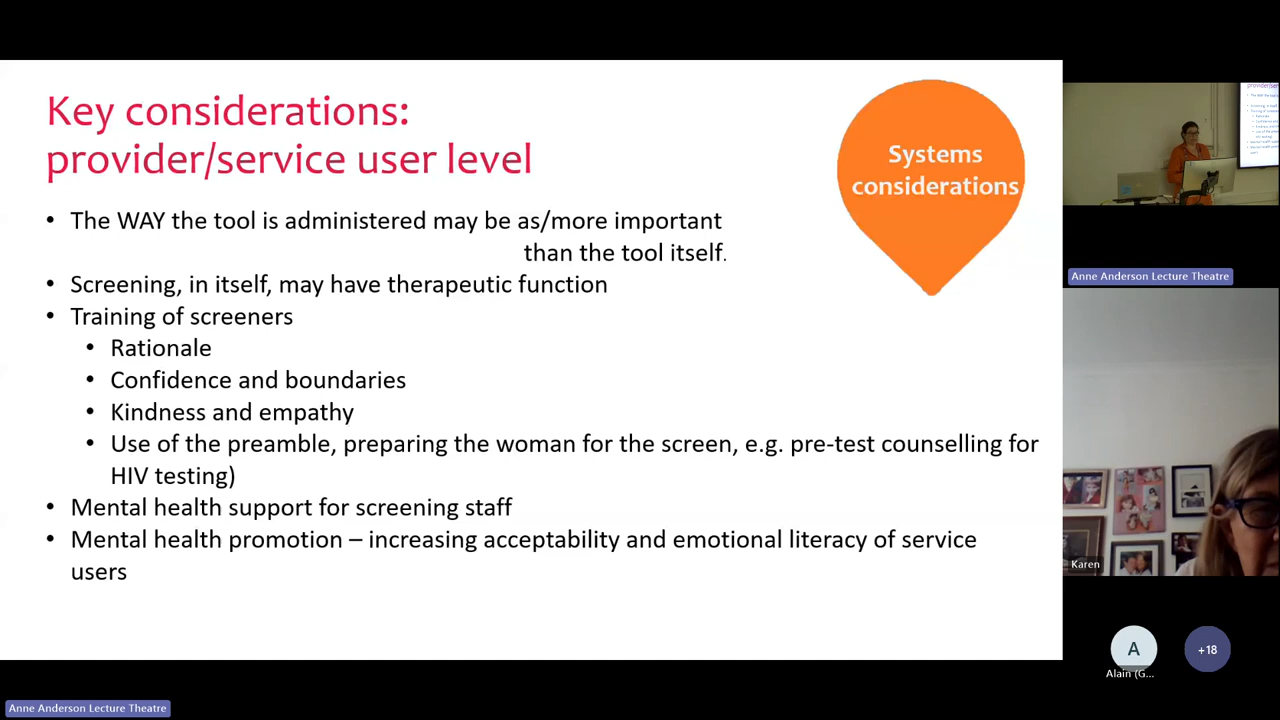 Key considerations:
provider/service user level
Systems
considerations
• The WAY the tool is administered may be as/more important
than the tool itself.
• Screening, in itself, may have therapeutic function
• Training of screeners
• Rationale
• Confidence and boundaries
• Kindness and empathy
• Use of the preamble, preparing the woman for the screen, e.g. pre-test counselling for
HIV testing)
• Mental health support for screening staff
• Mental health promotion – increasing acceptability and emotional literacy of service
users
Anne Anderson Lecture Theatre
Karen
A
Alain (G...
+18
Anne Anderson Lecture Theatre